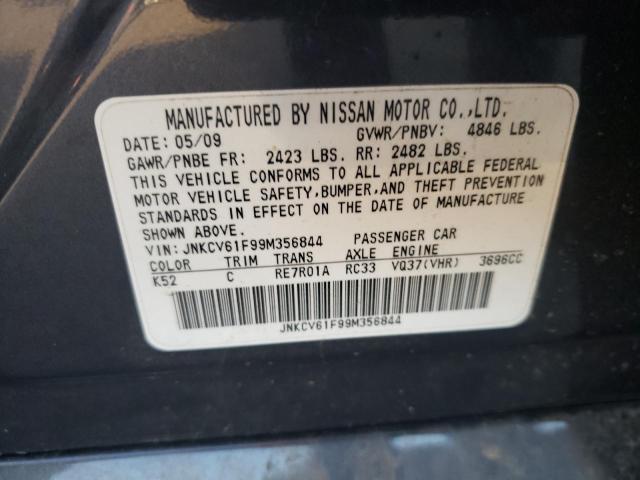 MANUFACTURED BY NISSAN MOTOR CO.,LTD.
DATE: 05/09 GVWR/PNBV: 4846 LBS.
GAWR/PNBE FR: 2423 LBS. RR: 2482 LBS.
THIS VEHICLE CONFORMS TO ALL APPLICABLE FEDERAL
MOTOR VEHICLE SAFETY,BUMPER,AND THEFT PREVENTION
STANDARDS IN EFFECT ON THE DATE OF MANUFACTURE
SHOWN ABOVE.
VIN:JNKCV61F99M356844 PASSENGER CAR
COLOR TRIM TRANS AXLE ENGINE
K52 C RE7R01A RC33 VQ37(VHR) 3696CC
JNKCV61F99M356844